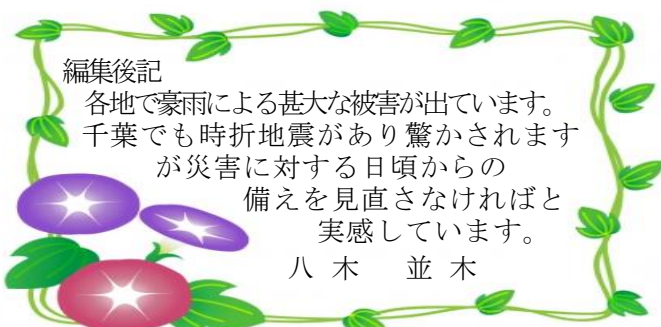 編集後記
各地で豪雨による甚大な被害が出ています。
千葉でも時折地震があり驚かされます
が災害に対する日頃からの
備えを見直さなければと
実感しています。
八木　並木